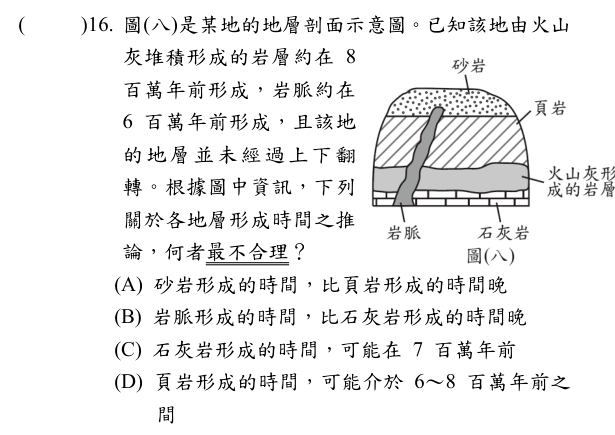 (      )16. 圖(八)是某地的地層剖面示意圖。已知該地由火山
灰堆積形成的岩層約在 8
百萬年前形成，岩脈約在
6 百萬年前形成，且該地
的地層並未經過上下翻
轉。根據圖中資訊，下列
關於各地層形成時間之推
論，何者最不合理？
砂岩
頁岩
火山灰形
成的岩層
岩脈
石灰岩
圖(八)
(A) 砂岩形成的時間，比頁岩形成的時間晚
(B) 岩脈形成的時間，比石灰岩形成的時間晚
(C) 石灰岩形成的時間，可能在 7 百萬年前
(D) 頁岩形成的時間，可能介於 6～8 百萬年前之
間